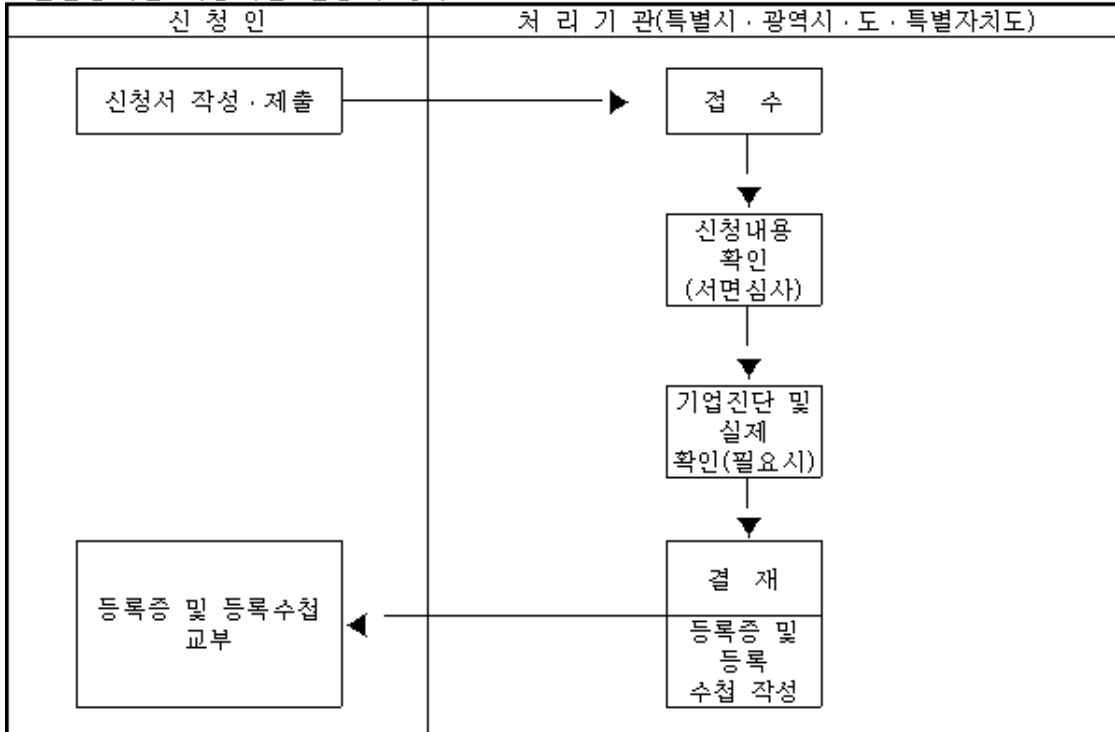 신 청 인
처 리 기 관(특별시 · 광역시 · 도 · 특별자치도)
신청서 작성 · 제출
접 수
신청내용
확인
(서면심사)
기업진단 및
실제
확인(필요시)
결 재
등록증 및 등록수첩
교부
등록증 및
등록
수첩 작성